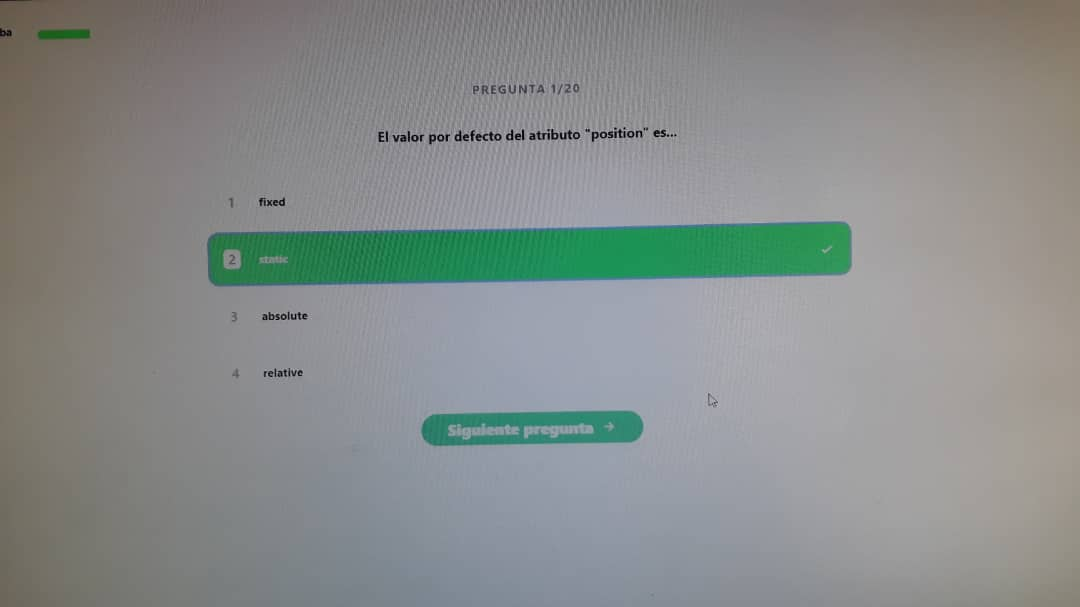 ba
PREGUNTA 1/20
El valor por defecto del atributo "position" es...
1 fixed
2 static
3 absolute
4 relative
Siguiente pregunta →